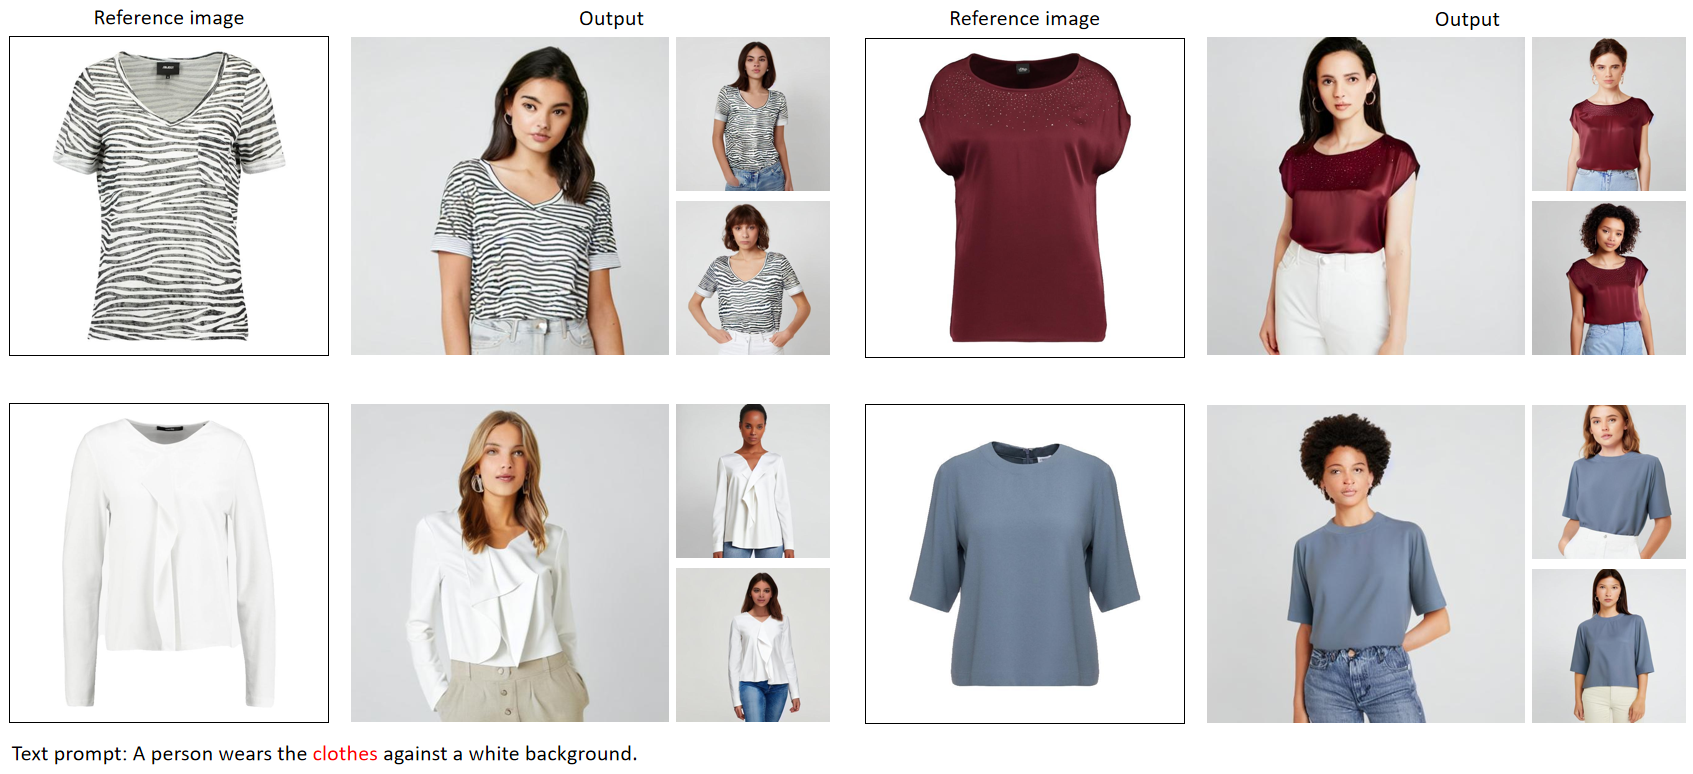 Reference image
Output
Reference image
Output
Text prompt: A person wears the clothes against a white background.